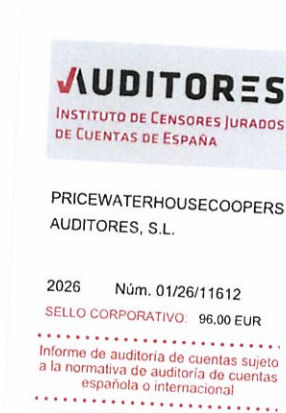 AUDITORES
INSTITUTO DE CENSORES JURADOS
DE CUENTAS DE ESPAÑA
PRICEWATERHOUSECOOPERS
AUDITORES, S.L.
2026 Núm. 01/26/11612
SELLO CORPORATIVO: 96,00 EUR
Informe de auditoría de cuentas sujeto
a la normativa de auditoría de cuentas
española o internacional